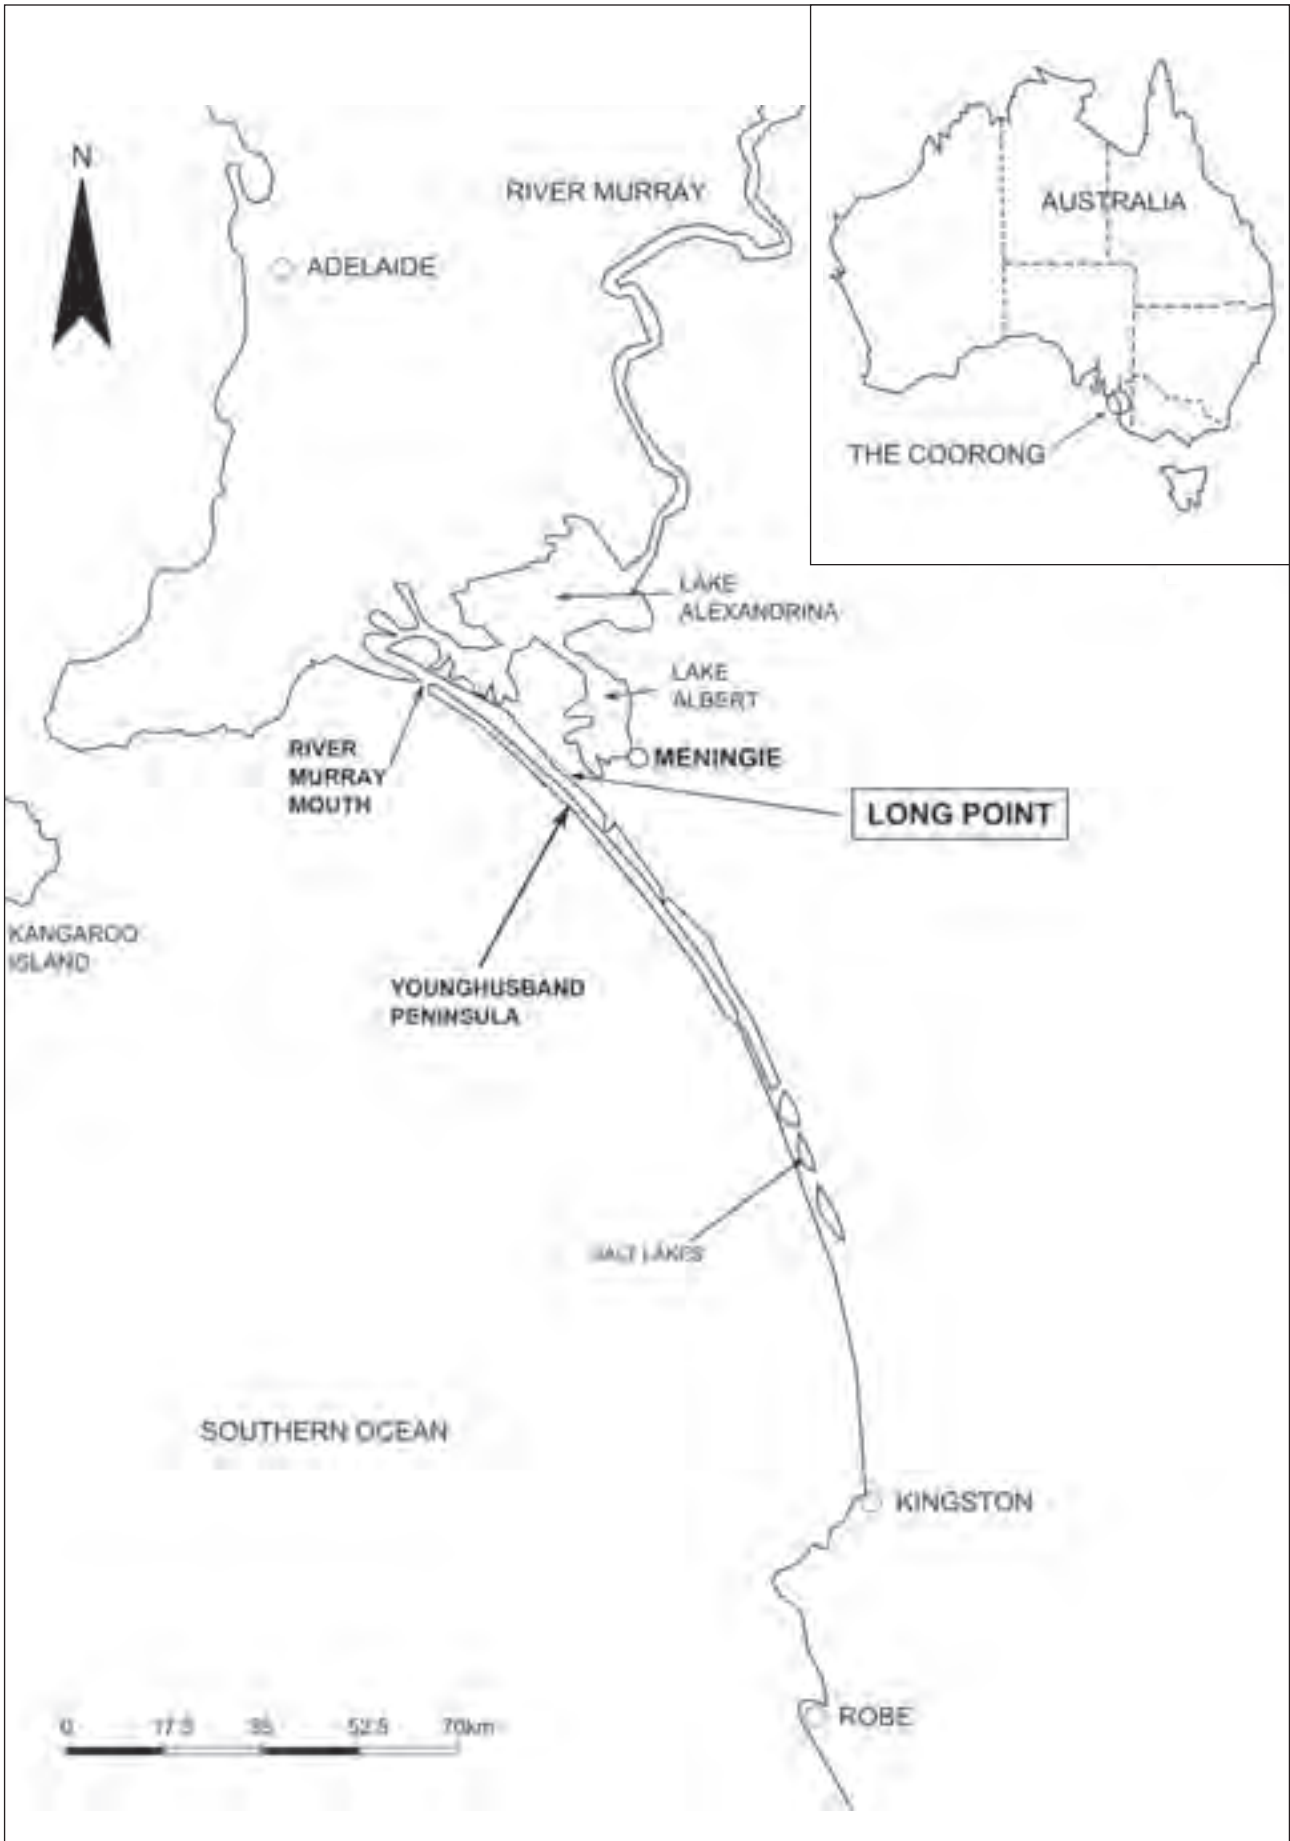 N
RIVER MURRAY
ADELAIDE
AUSTRALIA
THE COORONG
LAKE
ALEXANDRINA
LAKE
ALBERT
RIVER
MURRAY
MOUTH
MENINGIE
LONG POINT
KANGAROO
ISLAND
YOUNGHUSBAND
PENINSULA
SALT LAKES
SOUTHERN OCEAN
KINGSTON
ROBE
0 17.5 35 52.5 70km